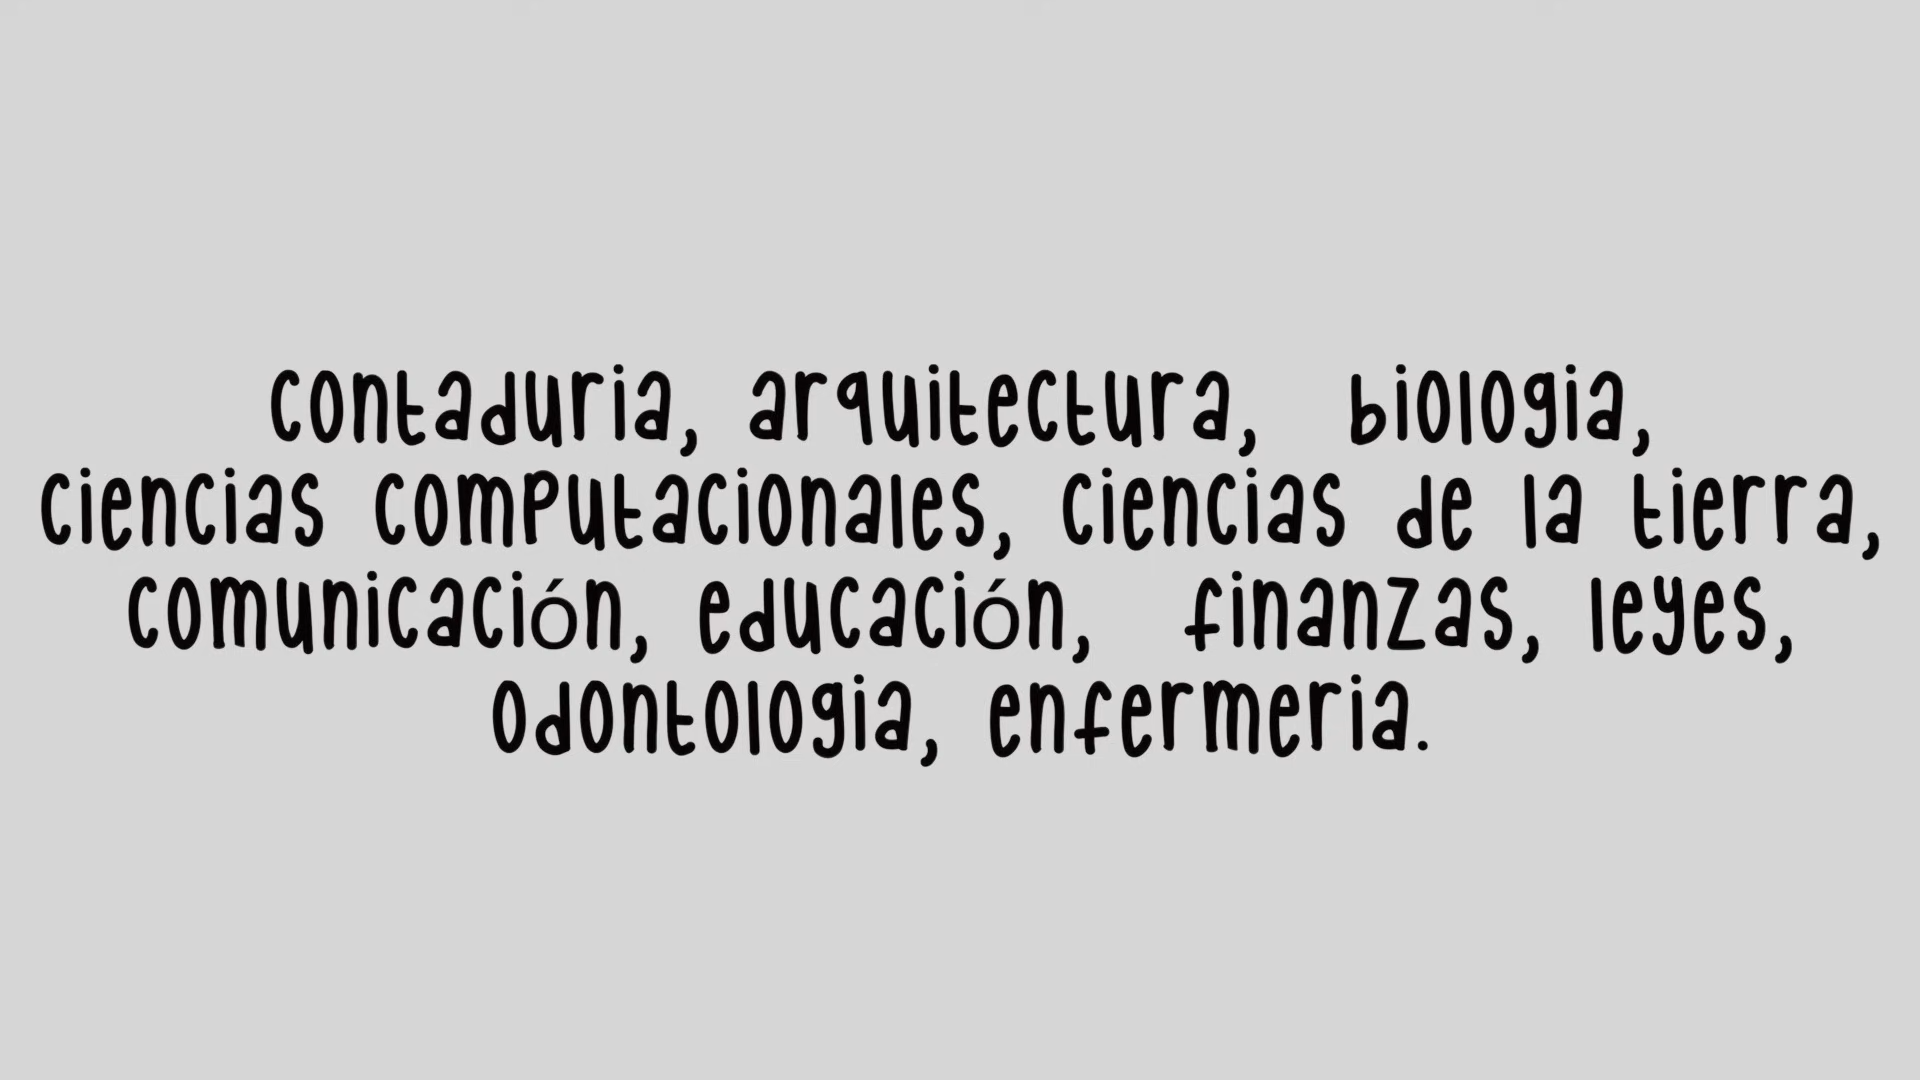 contaduria, arquitectura, biologia,
ciencias computacionales, ciencias de la tierra,
comunicación, educación, finanzas, leyes,
odontologia, enfermeria.